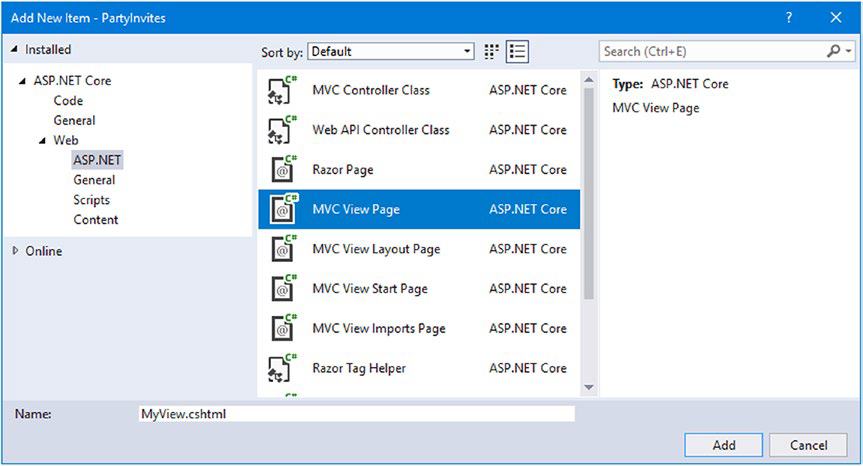 Add New Item - PartyInvites
?
Installed
Sort by: Default
Search (Ctrl+E)
ASP.NET Core
Code
General
Web
ASP.NET
General
Scripts
Content
Online
C# MVC Controller Class ASP.NET Core
C# Web API Controller Class ASP.NET Core
C# @ Razor Page ASP.NET Core
C# @ MVC View Page ASP.NET Core
C# @ MVC View Layout Page ASP.NET Core
C# @ MVC View Start Page ASP.NET Core
C# @ MVC View Imports Page ASP.NET Core
C# Razor Tag Helper ASP.NET Core
Type: ASP.NET Core
MVC View Page
Name: MyView.cshtml
Add Cancel